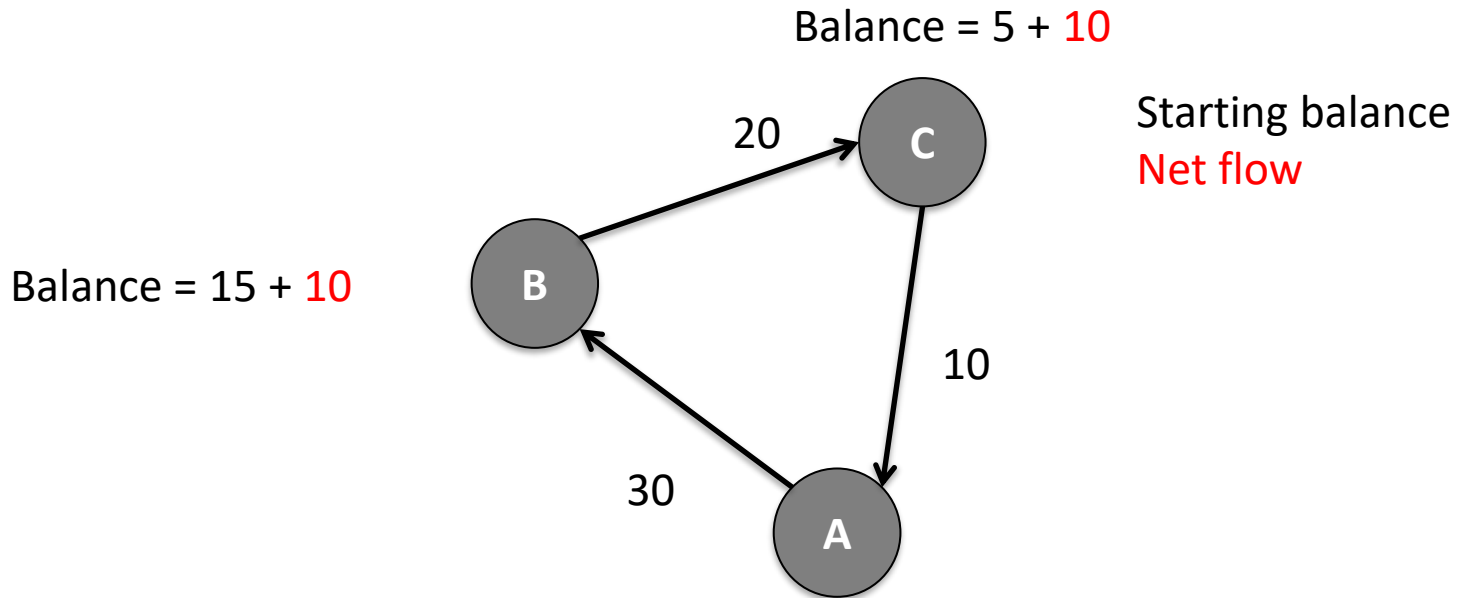 Balance = 5 + 10
Starting balance
Net flow
20
C
B
Balance = 15 + 10
10
30
A